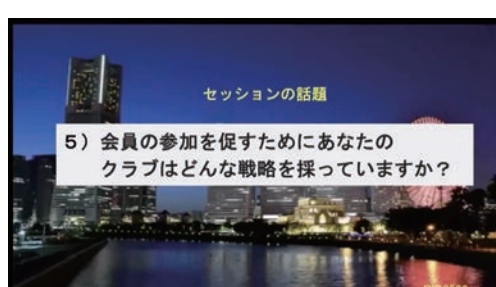 セッションの話題
5）会員の参加を促すためにあなたの
クラブはどんな戦略を採っていますか？